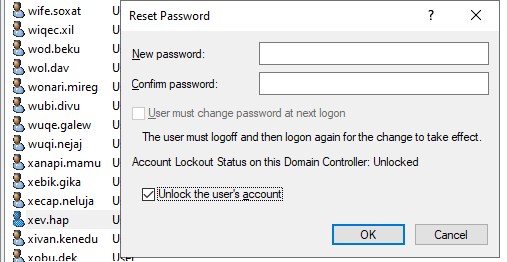 wife.soxat U
Reset Password ? ×
wiqec.xil U
wod.beku U
New password:
wol.dav U
wonari.mireg U
Confirm password:
wubi.divu U
User must change password at next logon
wuqe.galew U
The user must logoff and then logon again for the change to take effect.
wuqi.nejaj U
xanapi.mamu U
Account Lockout Status on this Domain Controller: Unlocked
xebik.gika U
Unlock the user's account
xecap.neluja U
xev.hap U
xivan.kenedu U
OK Cancel
xobu.dek User